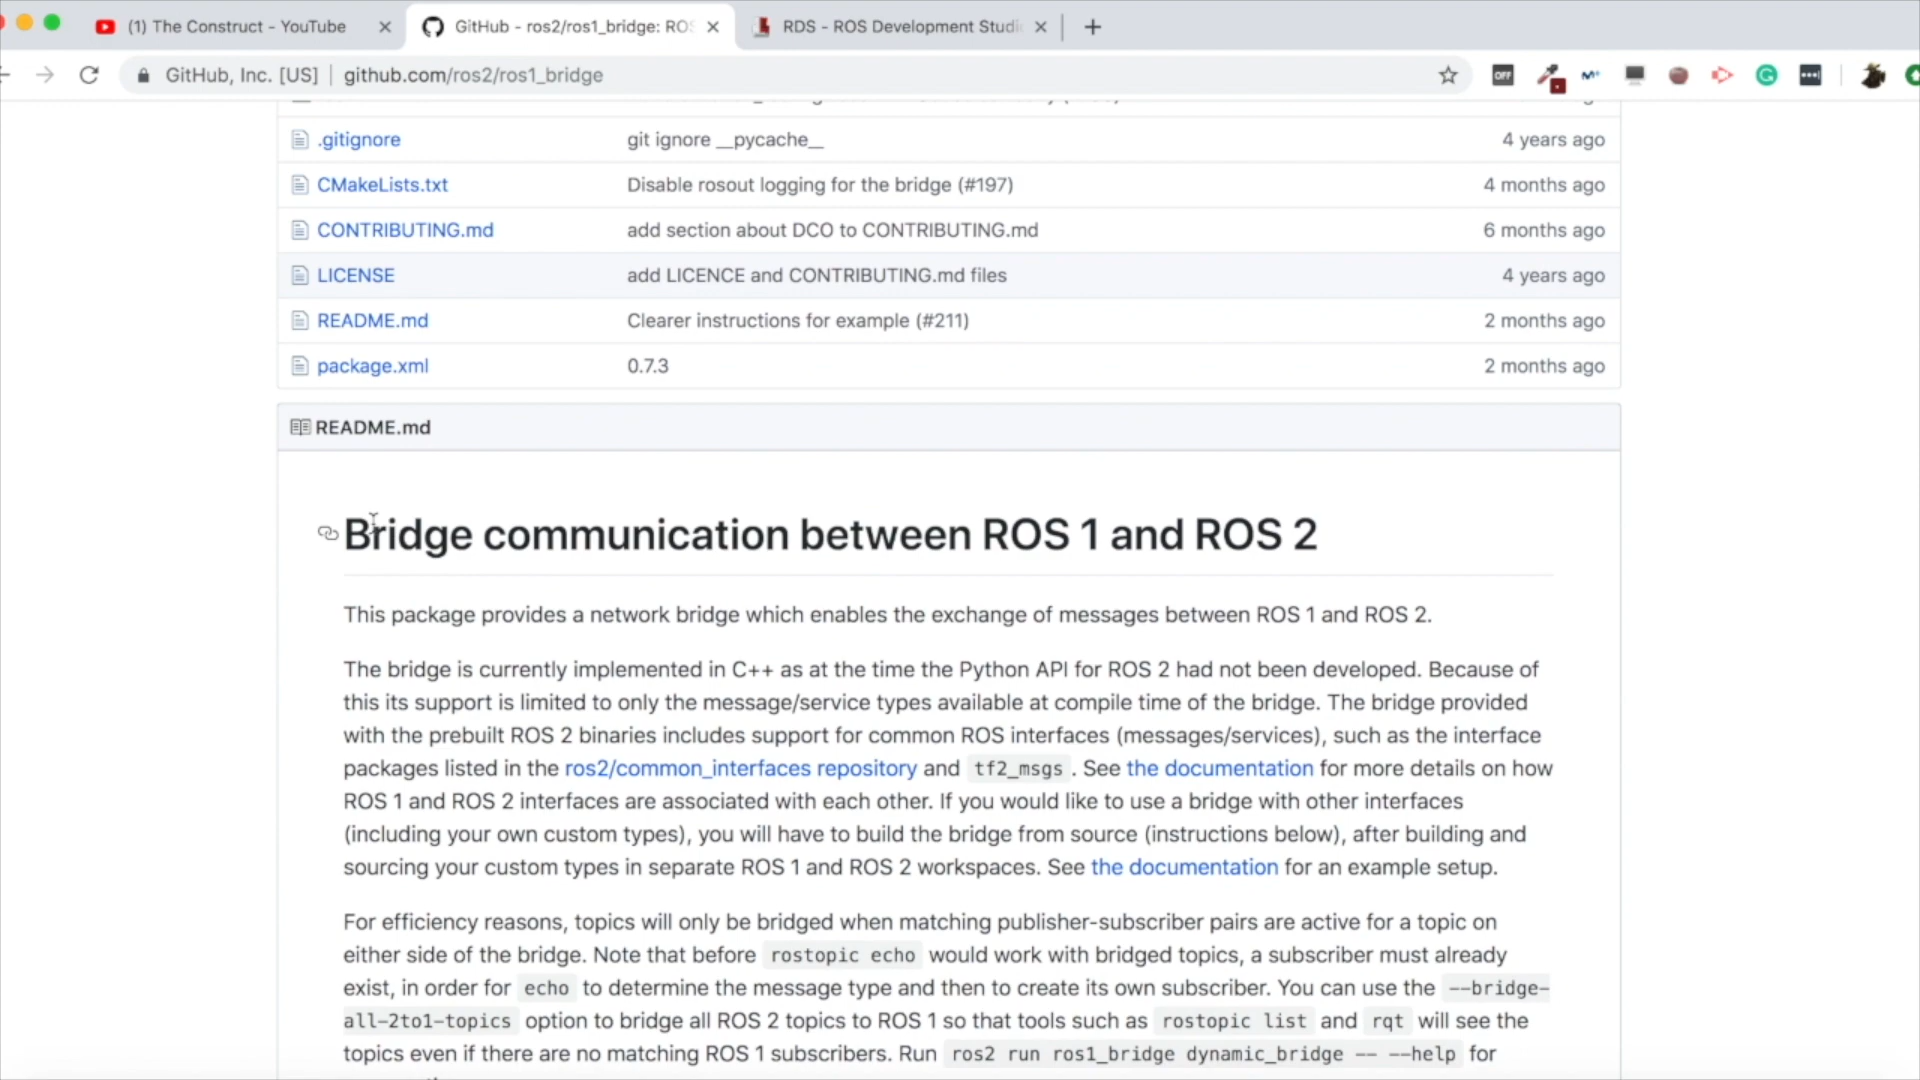 (1) The Construct - YouTube
GitHub - ros2/ros1_bridge: ROS
RDS - ROS Development Studi
GitHub, Inc. [US] | github.com/ros2/ros1_bridge
OFF
.gitignore git ignore __pycache__ 4 years ago
CMakeLists.txt Disable rosout logging for the bridge (#197) 4 months ago
CONTRIBUTING.md add section about DCO to CONTRIBUTING.md 6 months ago
LICENSE add LICENCE and CONTRIBUTING.md files 4 years ago
README.md Clearer instructions for example (#211) 2 months ago
package.xml 0.7.3 2 months ago
README.md
Bridge communication between ROS 1 and ROS 2
This package provides a network bridge which enables the exchange of messages between ROS 1 and ROS 2.
The bridge is currently implemented in C++ as at the time the Python API for ROS 2 had not been developed. Because of
this its support is limited to only the message/service types available at compile time of the bridge. The bridge provided
with the prebuilt ROS 2 binaries includes support for common ROS interfaces (messages/services), such as the interface
packages listed in the ros2/common_interfaces repository and tf2_msgs . See the documentation for more details on how
ROS 1 and ROS 2 interfaces are associated with each other. If you would like to use a bridge with other interfaces
(including your own custom types), you will have to build the bridge from source (instructions below), after building and
sourcing your custom types in separate ROS 1 and ROS 2 workspaces. See the documentation for an example setup.
For efficiency reasons, topics will only be bridged when matching publisher-subscriber pairs are active for a topic on
either side of the bridge. Note that before rostopic echo would work with bridged topics, a subscriber must already
exist, in order for echo to determine the message type and then to create its own subscriber. You can use the --bridge-
all-2to1-topics option to bridge all ROS 2 topics to ROS 1 so that tools such as rostopic list and rqt will see the
topics even if there are no matching ROS 1 subscribers. Run ros2 run ros1_bridge dynamic_bridge -- --help for